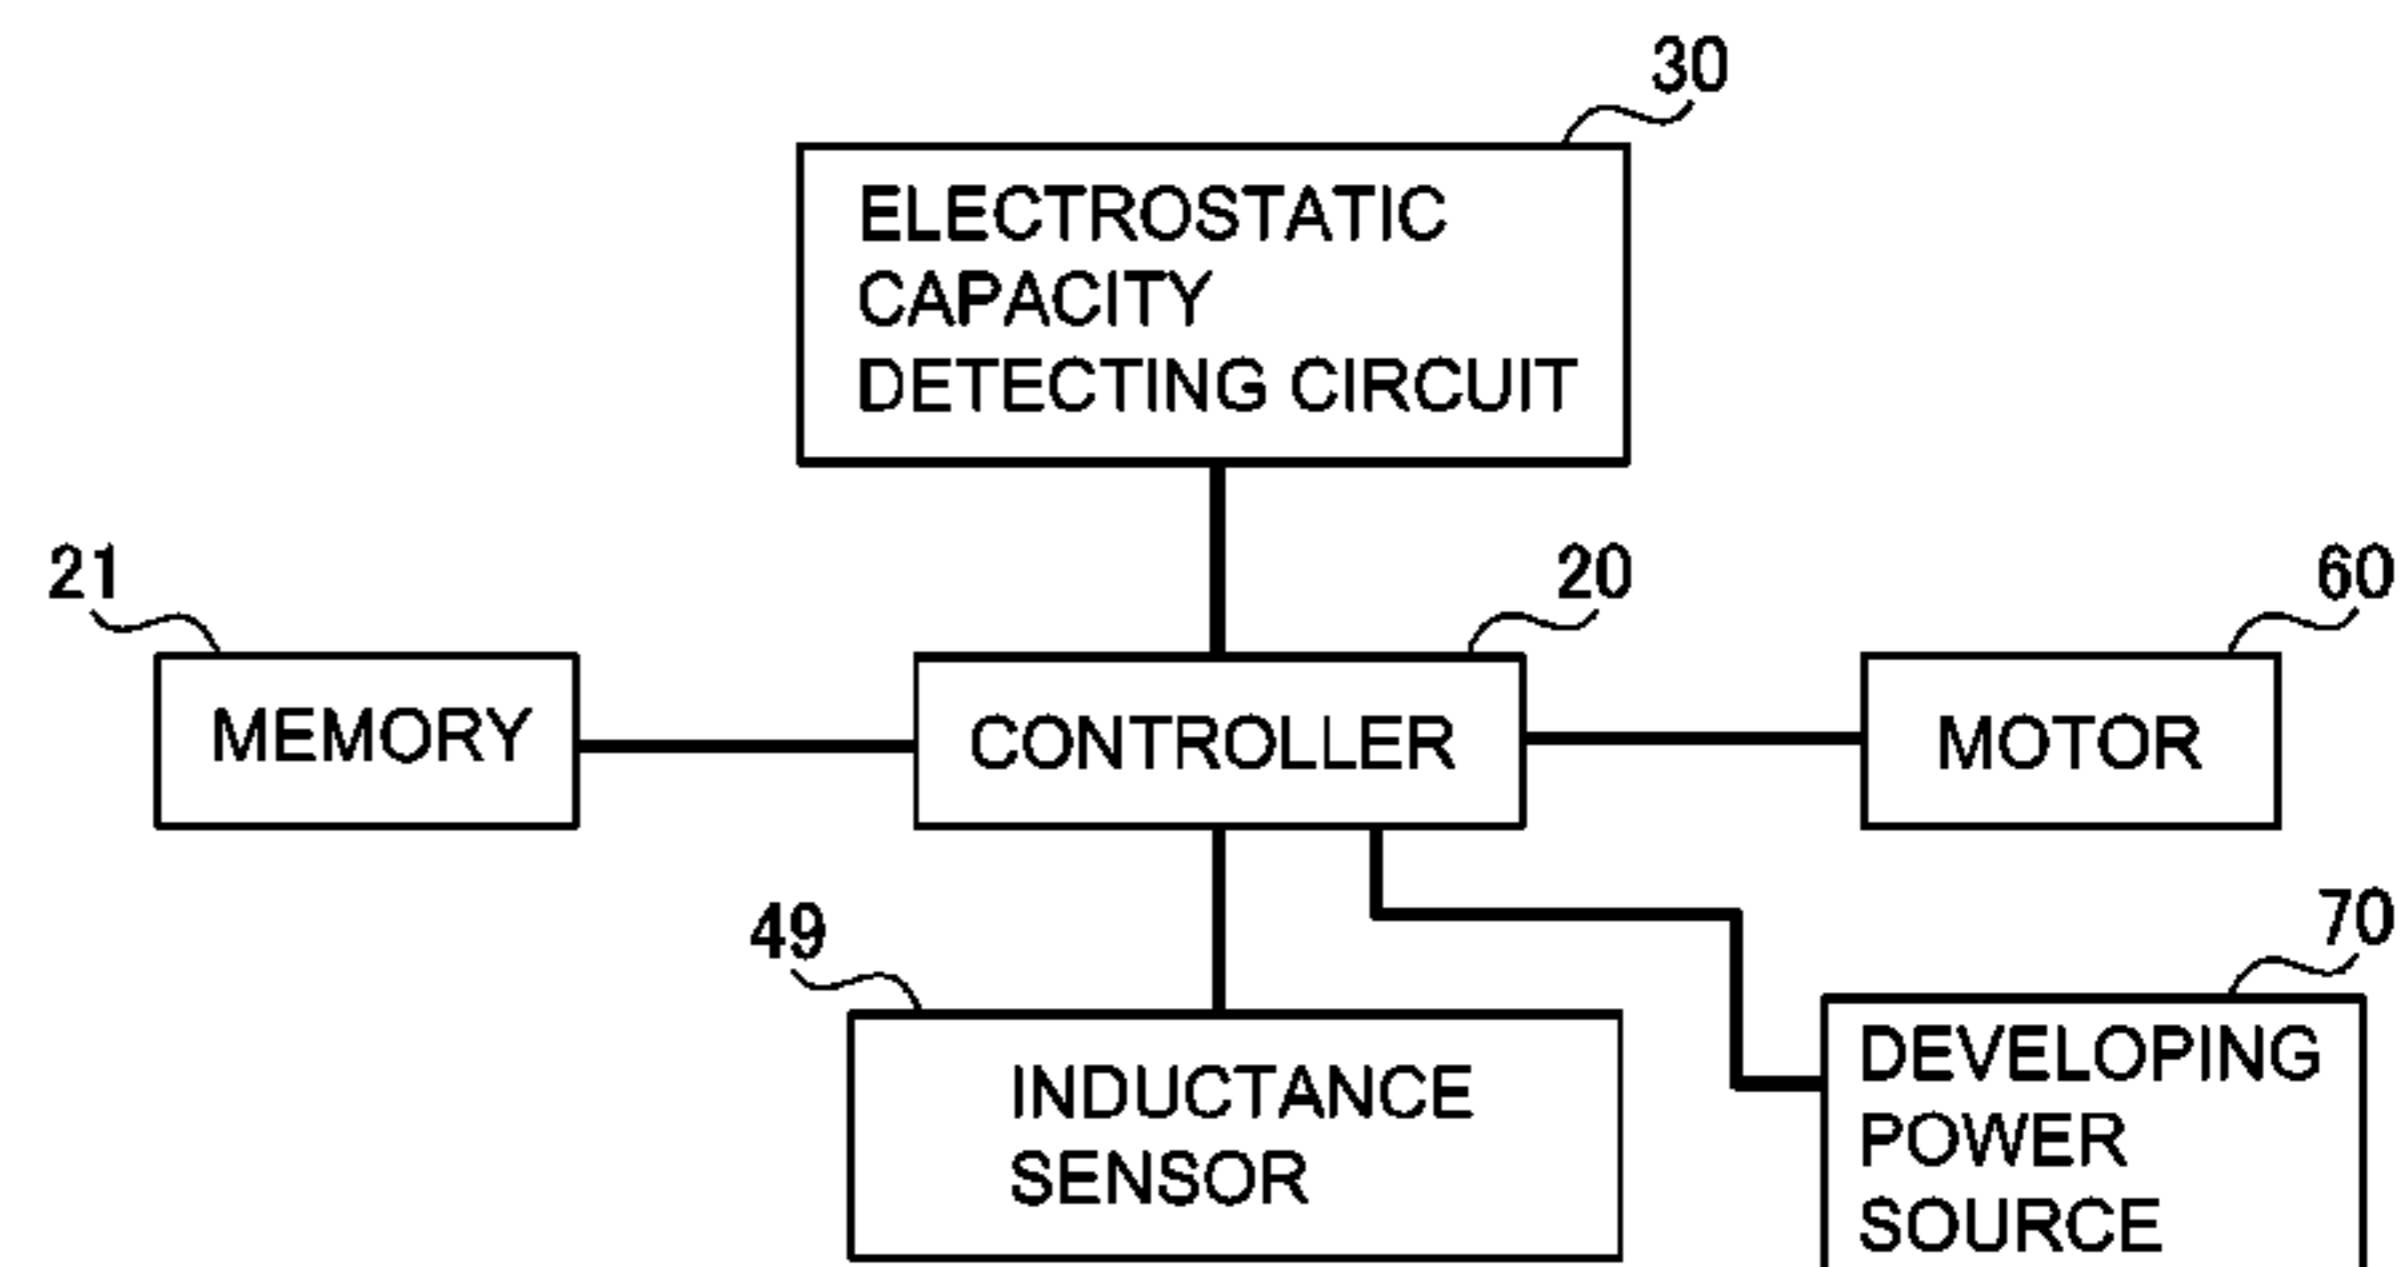 30
ELECTROSTATIC
CAPACITY
DETECTING CIRCUIT
21
20
60
MEMORY
CONTROLLER
MOTOR
49
70
INDUCTANCE
SENSOR
DEVELOPING
POWER
SOURCE